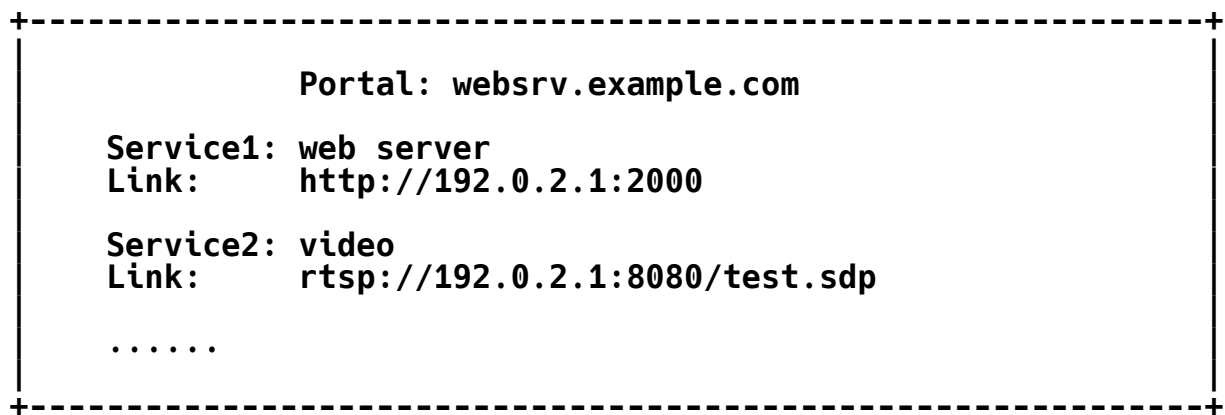 Portal: websrv.example.com
Service1: web server
Link: http://192.0.2.1:2000
Service2: video
Link: rtsp://192.0.2.1:8080/test.sdp
......